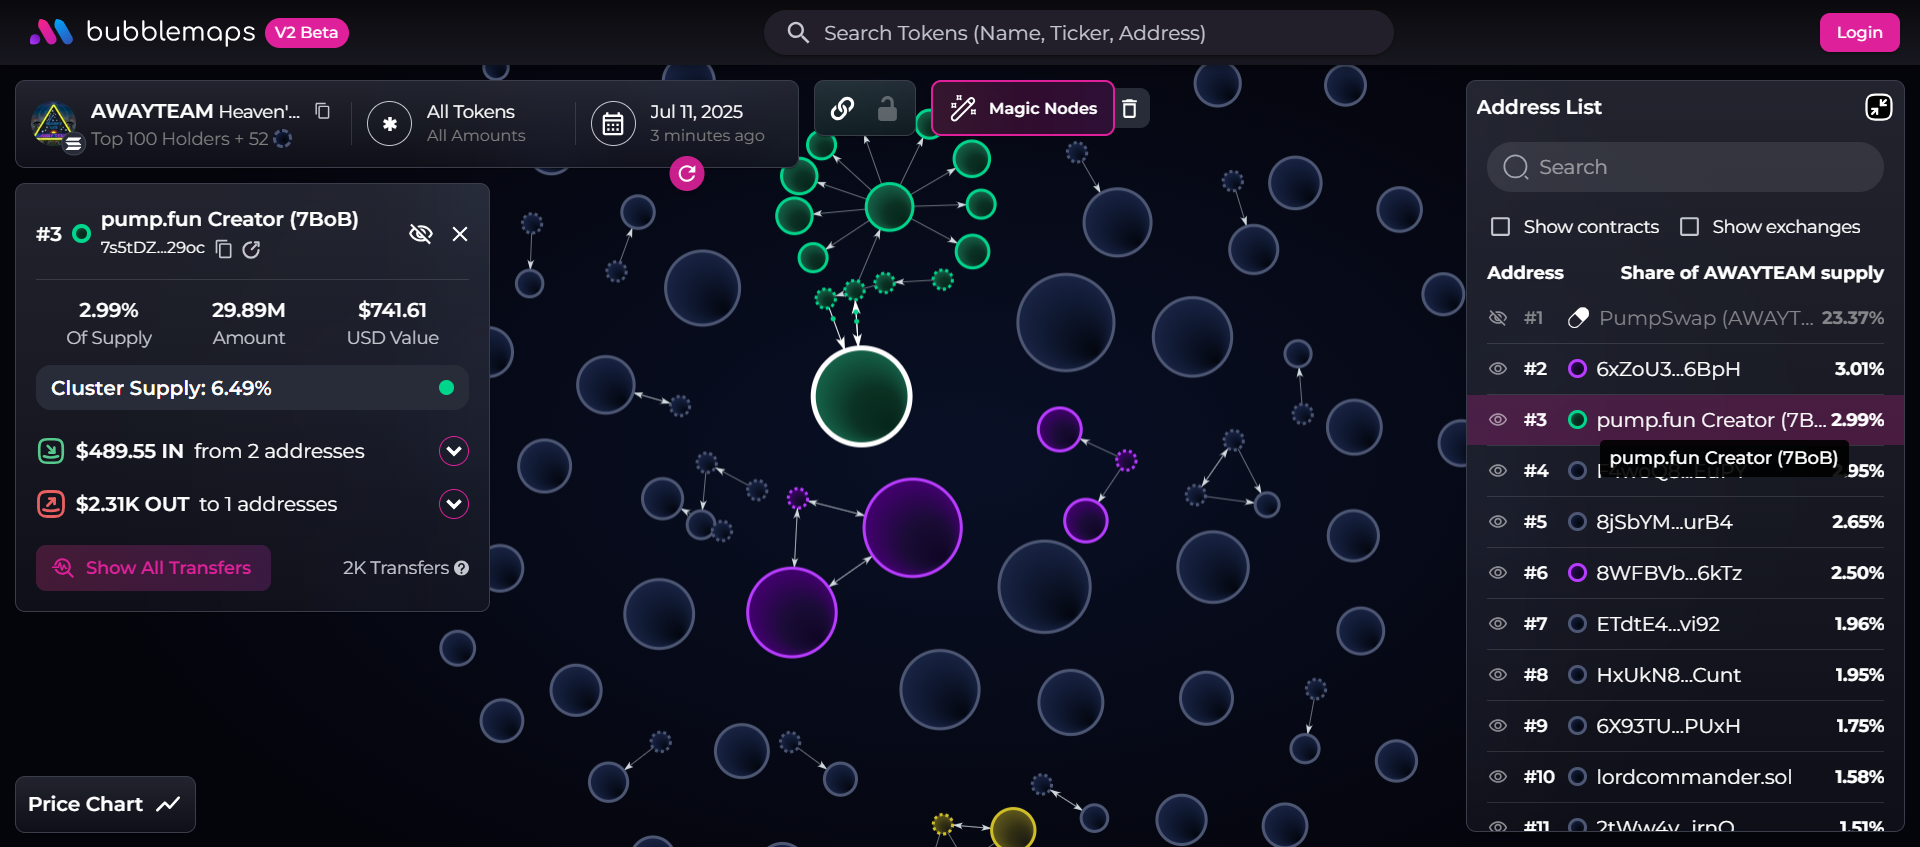 bubblemaps V2 Beta
Search Tokens (Name, Ticker, Address)
Login
AWAYTEAM Heaven'...
Top 100 Holders + 52
All Tokens
All Amounts
Jul 11, 2025
3 minutes ago
Magic Nodes
#3 pump.fun Creator (7BoB)
7s5tDZ...29oc
2.99% 29.89M $741.61
Of Supply Amount USD Value
Cluster Supply: 6.49%
$489.55 IN from 2 addresses
$2.31K OUT to 1 addresses
Show All Transfers 2K Transfers
Price Chart
Address List
Search
Show contracts Show exchanges
Address Share of AWAYTEAM supply
#1 PumpSwap (AWAYT... 23.37%
#2 6xZoU3...6BpH 3.01%
#3 pump.fun Creator (7B... 2.99%
pump.fun Creator (7BoB)
#4 .95%
#5 8jSbYM...urB4 2.65%
#6 8WFBVb...6kTz 2.50%
#7 ETdtE4...vi92 1.96%
#8 HxUkN8...Cunt 1.95%
#9 6X93TU...PUxH 1.75%
#10 lordcommander.sol 1.58%
#11 1.51%